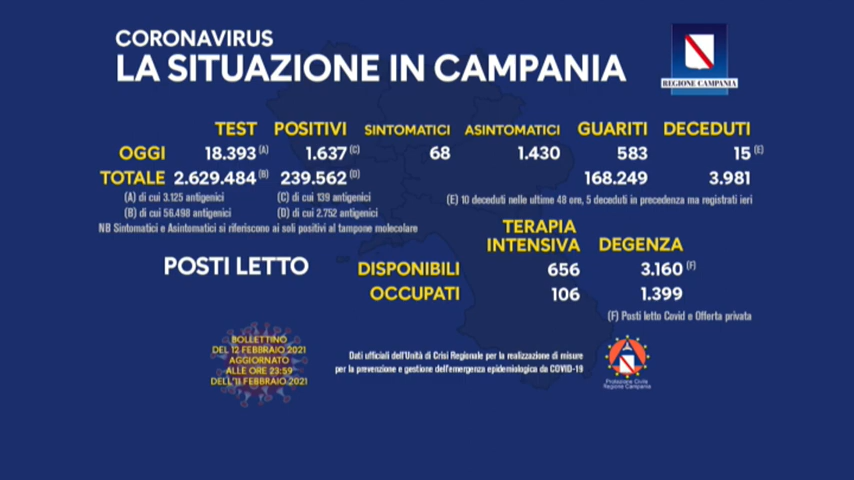 CORONAVIRUS
LA SITUAZIONE IN CAMPANIA
REGIONE CAMPANIA
TEST POSITIVI SINTOMATICI ASINTOMATICI GUARITI DECEDUTI
OGGI 18.393 (A) 1.637 (C) 68 1.430 583 15 (E)
TOTALE 2.629.484 (B) 239.562 (D) 168.249 3.981
(A) di cui 3.125 antigenici (C) di cui 139 antigenici (E) 10 deceduti nelle ultime 48 ore, 5 deceduti in precedenza ma registrati ieri
(B) di cui 56.498 antigenici (D) di cui 2.752 antigenici
NB Sintomatici e Asintomatici si riferiscono ai soli positivi al tampone molecolare
TERAPIA
INTENSIVA DEGENZA
POSTI LETTO
DISPONIBILI 656 3.160 (F)
OCCUPATI 106 1.399
(F) Posti letto Covid e Offerta privata
BOLLETTINO
DEL 12 FEBBRAIO 2021
AGGIORNATO
ALLE ORE 23:59
DELL'11 FEBBRAIO 2021
Dati ufficiali dell'Unità di Crisi Regionale per la realizzazione di misure
per la prevenzione e gestione dell'emergenza epidemiologica da COVID-19
Protezione Civile
Regione Campania